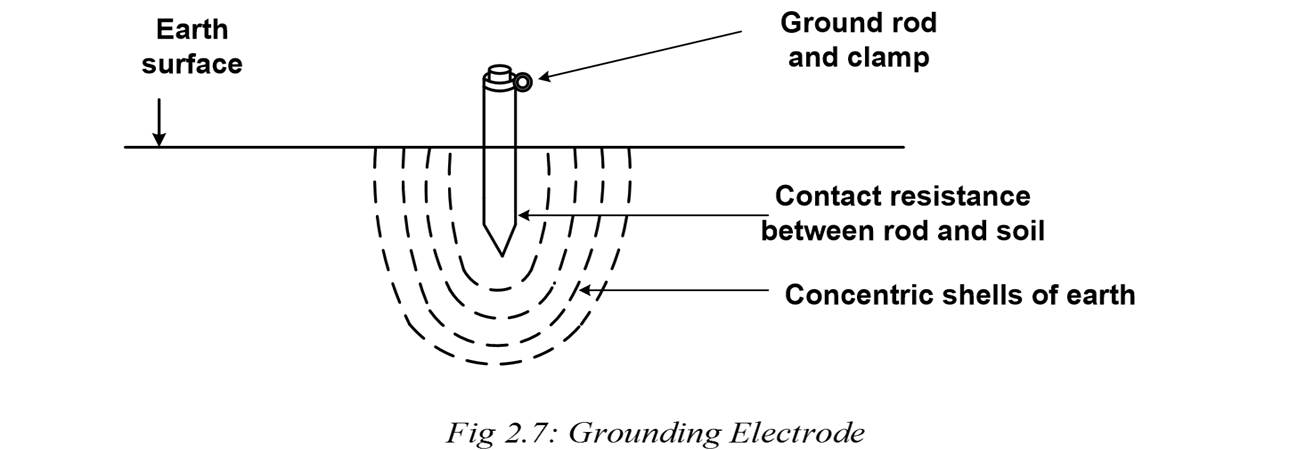 Earth
surface
Ground rod
and clamp
Contact resistance
between rod and soil
Concentric shells of earth
Fig 2.7: Grounding Electrode